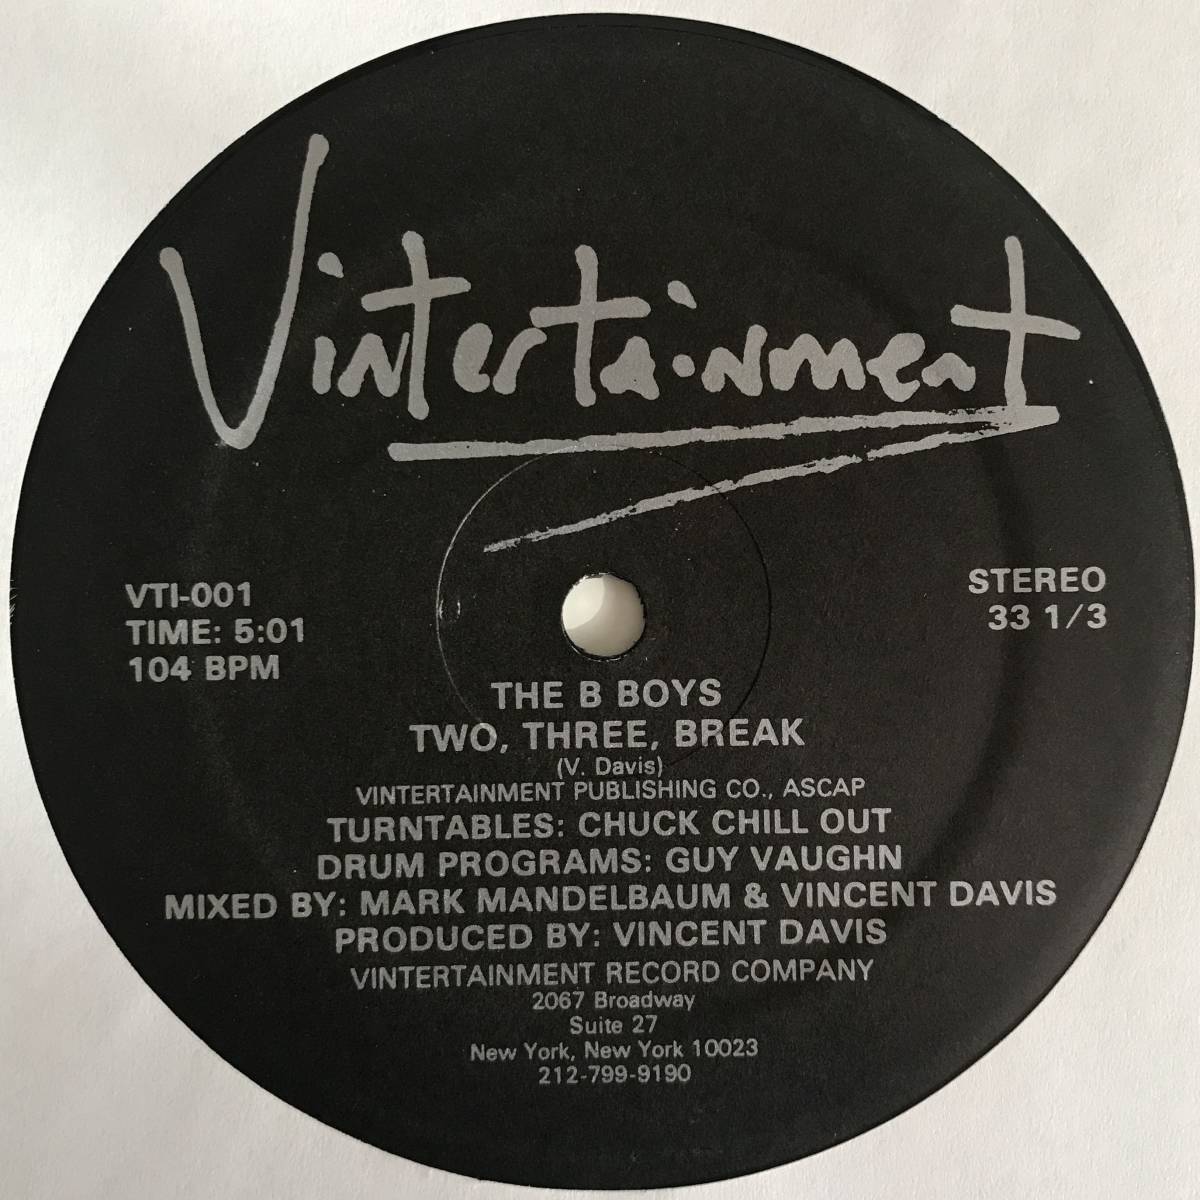 Vintertainment
VTI-001
TIME: 5:01
104 BPM
STEREO
33 1/3
THE B BOYS
TWO, THREE, BREAK
(V. Davis)
VINTERTAINMENT PUBLISHING CO., ASCAP
TURNTABLES: CHUCK CHILL OUT
DRUM PROGRAMS: GUY VAUGHN
MIXED BY: MARK MANDELBAUM & VINCENT DAVIS
PRODUCED BY: VINCENT DAVIS
VINTERTAINMENT RECORD COMPANY
2067 Broadway
Suite 27
New York, New York 10023
212-799-9190